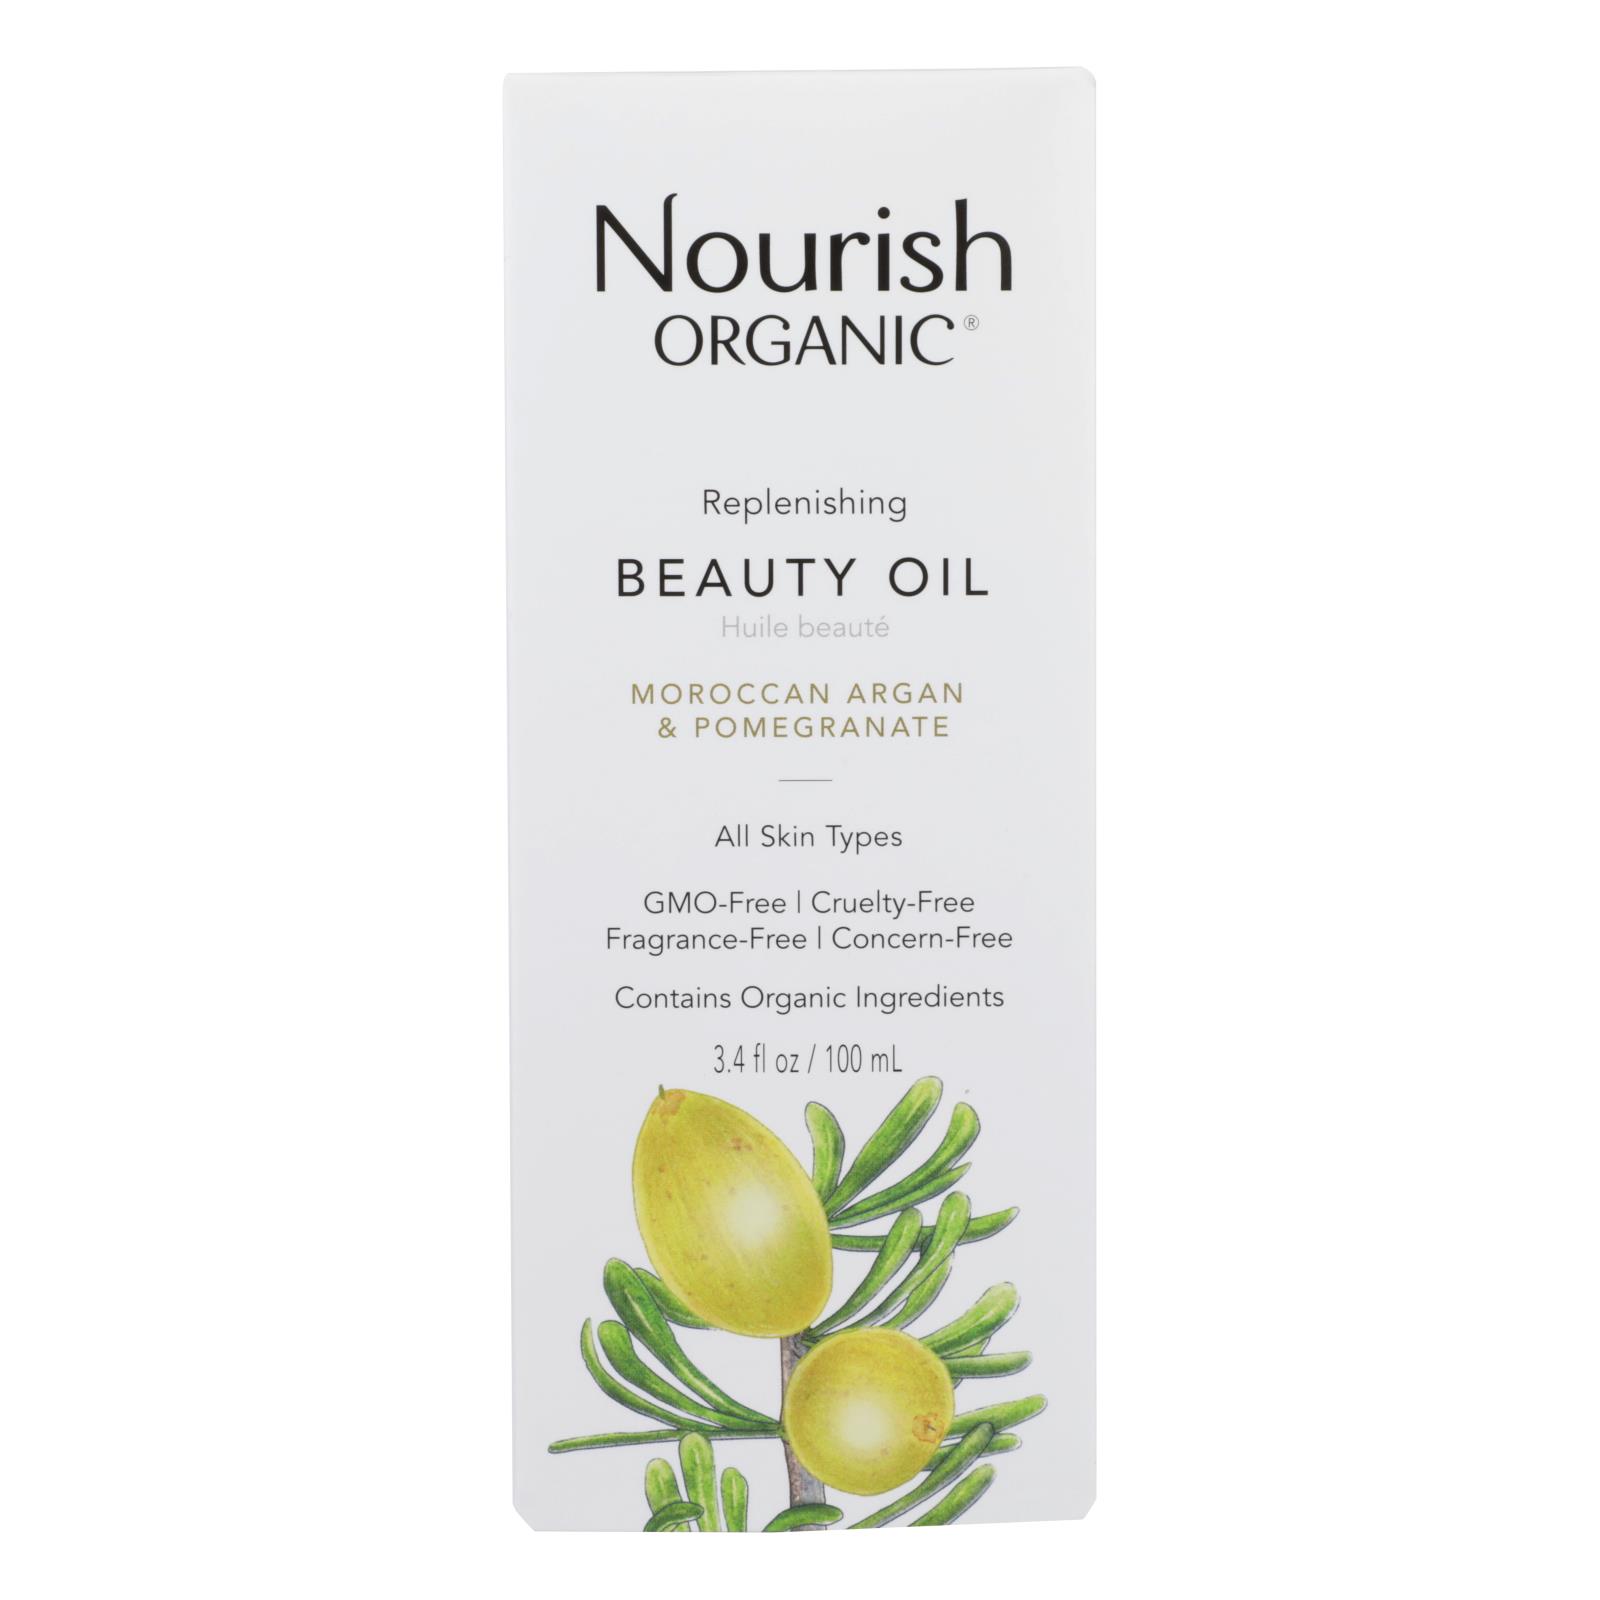 Nourish
ORGANIC®
Replenishing
BEAUTY OIL
Huile beauté
MOROCCAN ARGAN
& POMEGRANATE
All Skin Types
GMO-Free | Cruelty-Free
Fragrance-Free | Concern-Free
Contains Organic Ingredients
3.4 fl oz / 100 mL